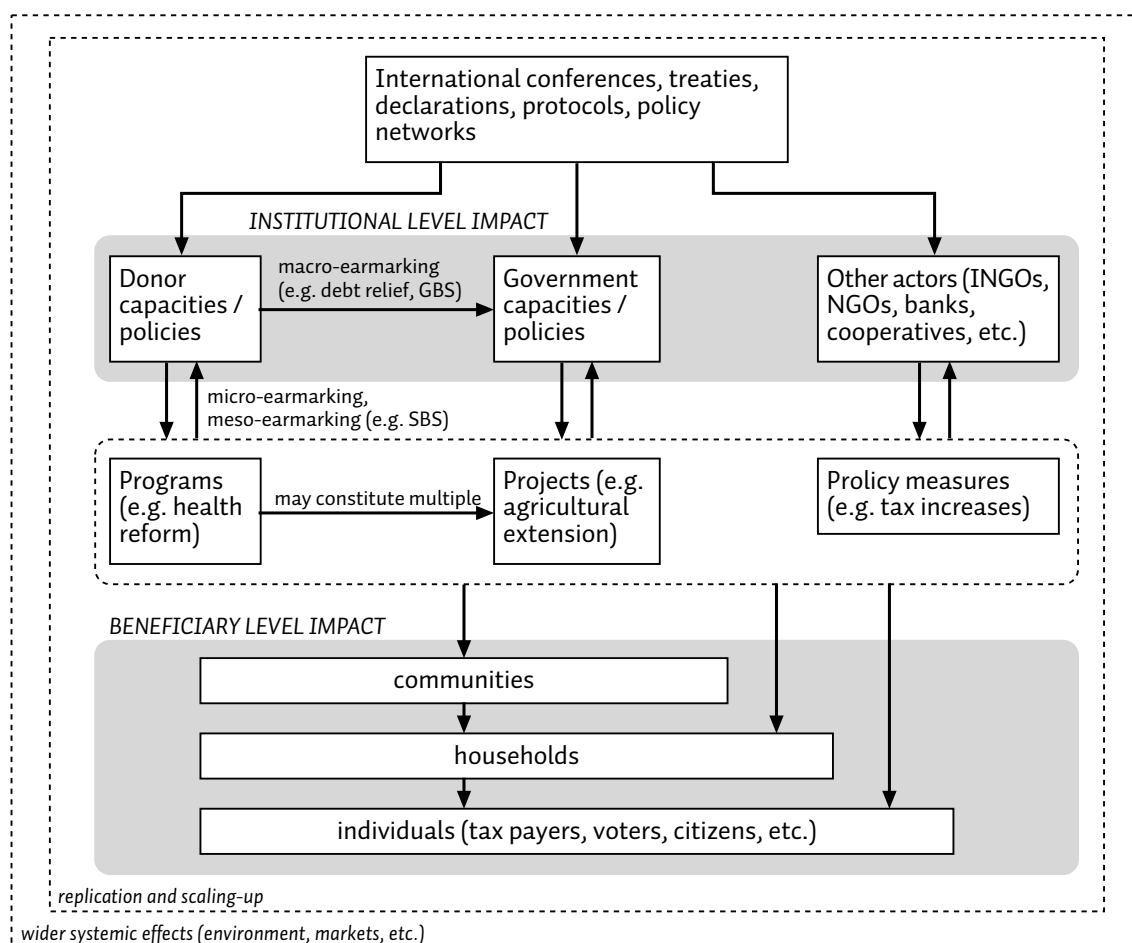 International conferences, treaties,
declarations, protocols, policy
networks
INSTITUTIONAL LEVEL IMPACT
Donor
capacities /
policies
macro-earmarking
(e.g. debt relief, GBS)
Government
capacities /
policies
Other actors (INGOs,
NGOs, banks,
cooperatives, etc.)
micro-earmarking,
meso-earmarking (e.g. SBS)
Programs
(e.g. health
reform)
may constitute multiple
Projects (e.g.
agricultural
extension)
Prolicy measures
(e.g. tax increases)
BENEFICIARY LEVEL IMPACT
communities
households
individuals (tax payers, voters, citizens, etc.)
replication and scaling-up
wider systemic effects (environment, markets, etc.)